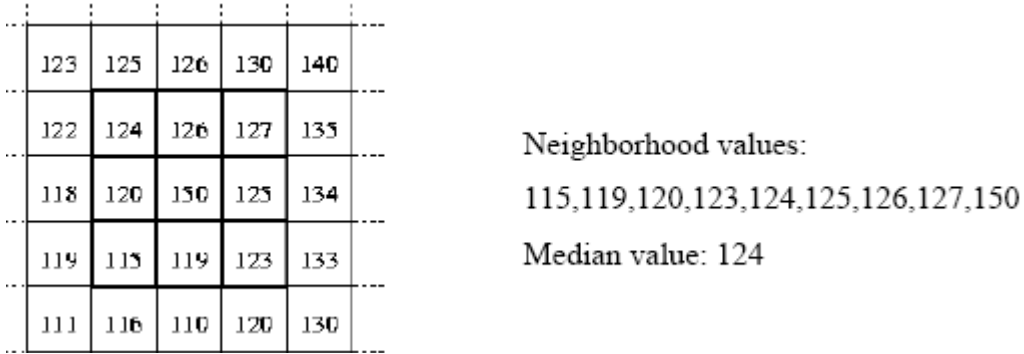 123 125 126 130 140
122 124 126 127 135
118 120 150 125 134
119 115 119 123 133
111 116 110 120 130
Neighborhood values:
115,119,120,123,124,125,126,127,150
Median value: 124